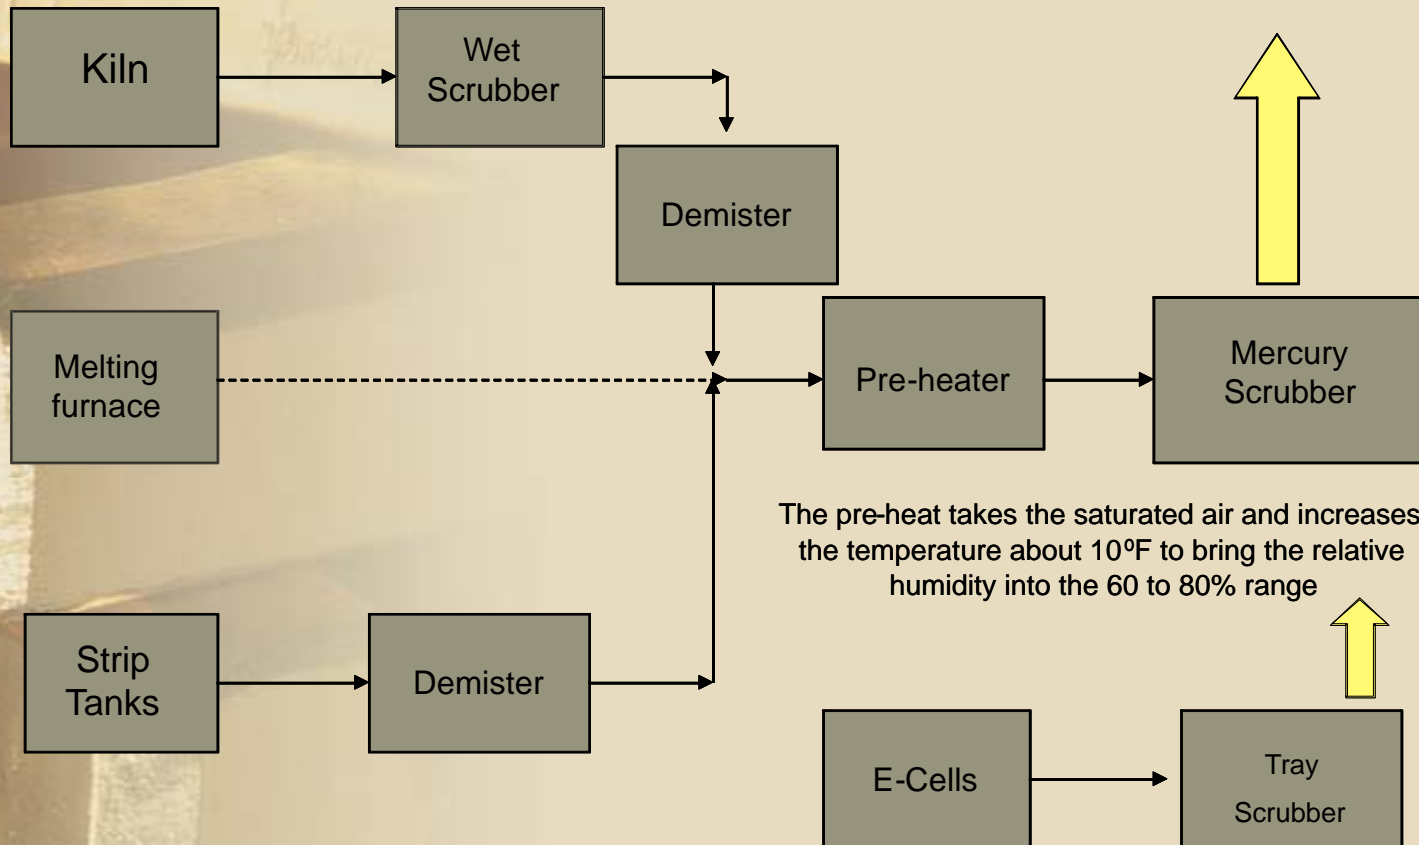 Kiln
Wet
Scrubber
Demister
Melting
furnace
Pre-heater
Mercury
Scrubber
The pre-heat takes the saturated air and increases
the temperature about 10ºF to bring the relative
humidity into the 60 to 80% range
Strip
Tanks
Demister
E-Cells
Tray
Scrubber